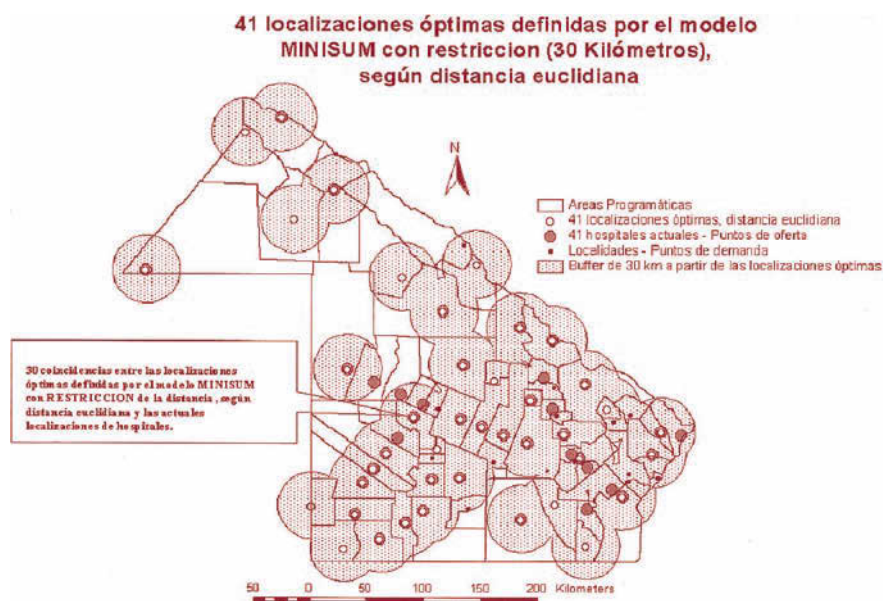 41 localizaciones óptimas definidas por el modelo
MINISUM con restriccion (30 Kilómetros),
según distancia euclidiana
N
Areas Programáticas
41 localizaciones óptimas, distancia euclidiana
41 hospitales actuales - Puntos de oferta
Localidades - Puntos de demanda
Buffer de 30 km a partir de las localizaciones óptimas
30 coincidencias entre las localizaciones
óptimas definidas por el modelo MINISUM
con RESTRICCION de la distancia, según
distancia euclidiana y las actuales
localizaciones de hospitales.
50 0 50 100 150 200 Kilometers